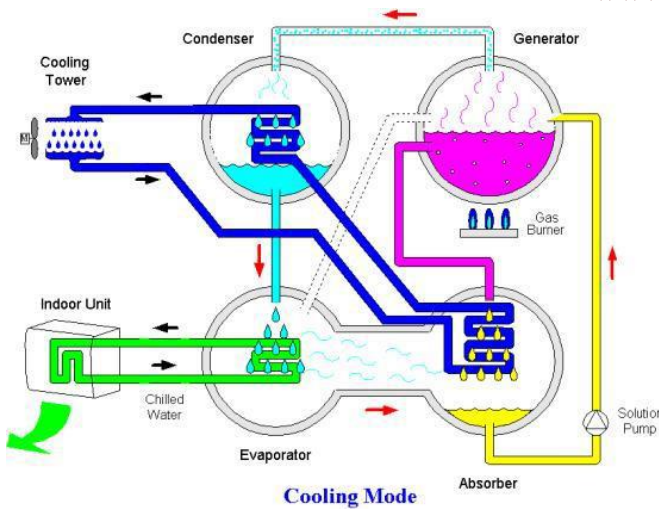 Condenser
Generator
Cooling
Tower
M
Gas
Burner
Indoor Unit
Chilled
Water
Solution
Pump
Evaporator
Absorber
Cooling Mode